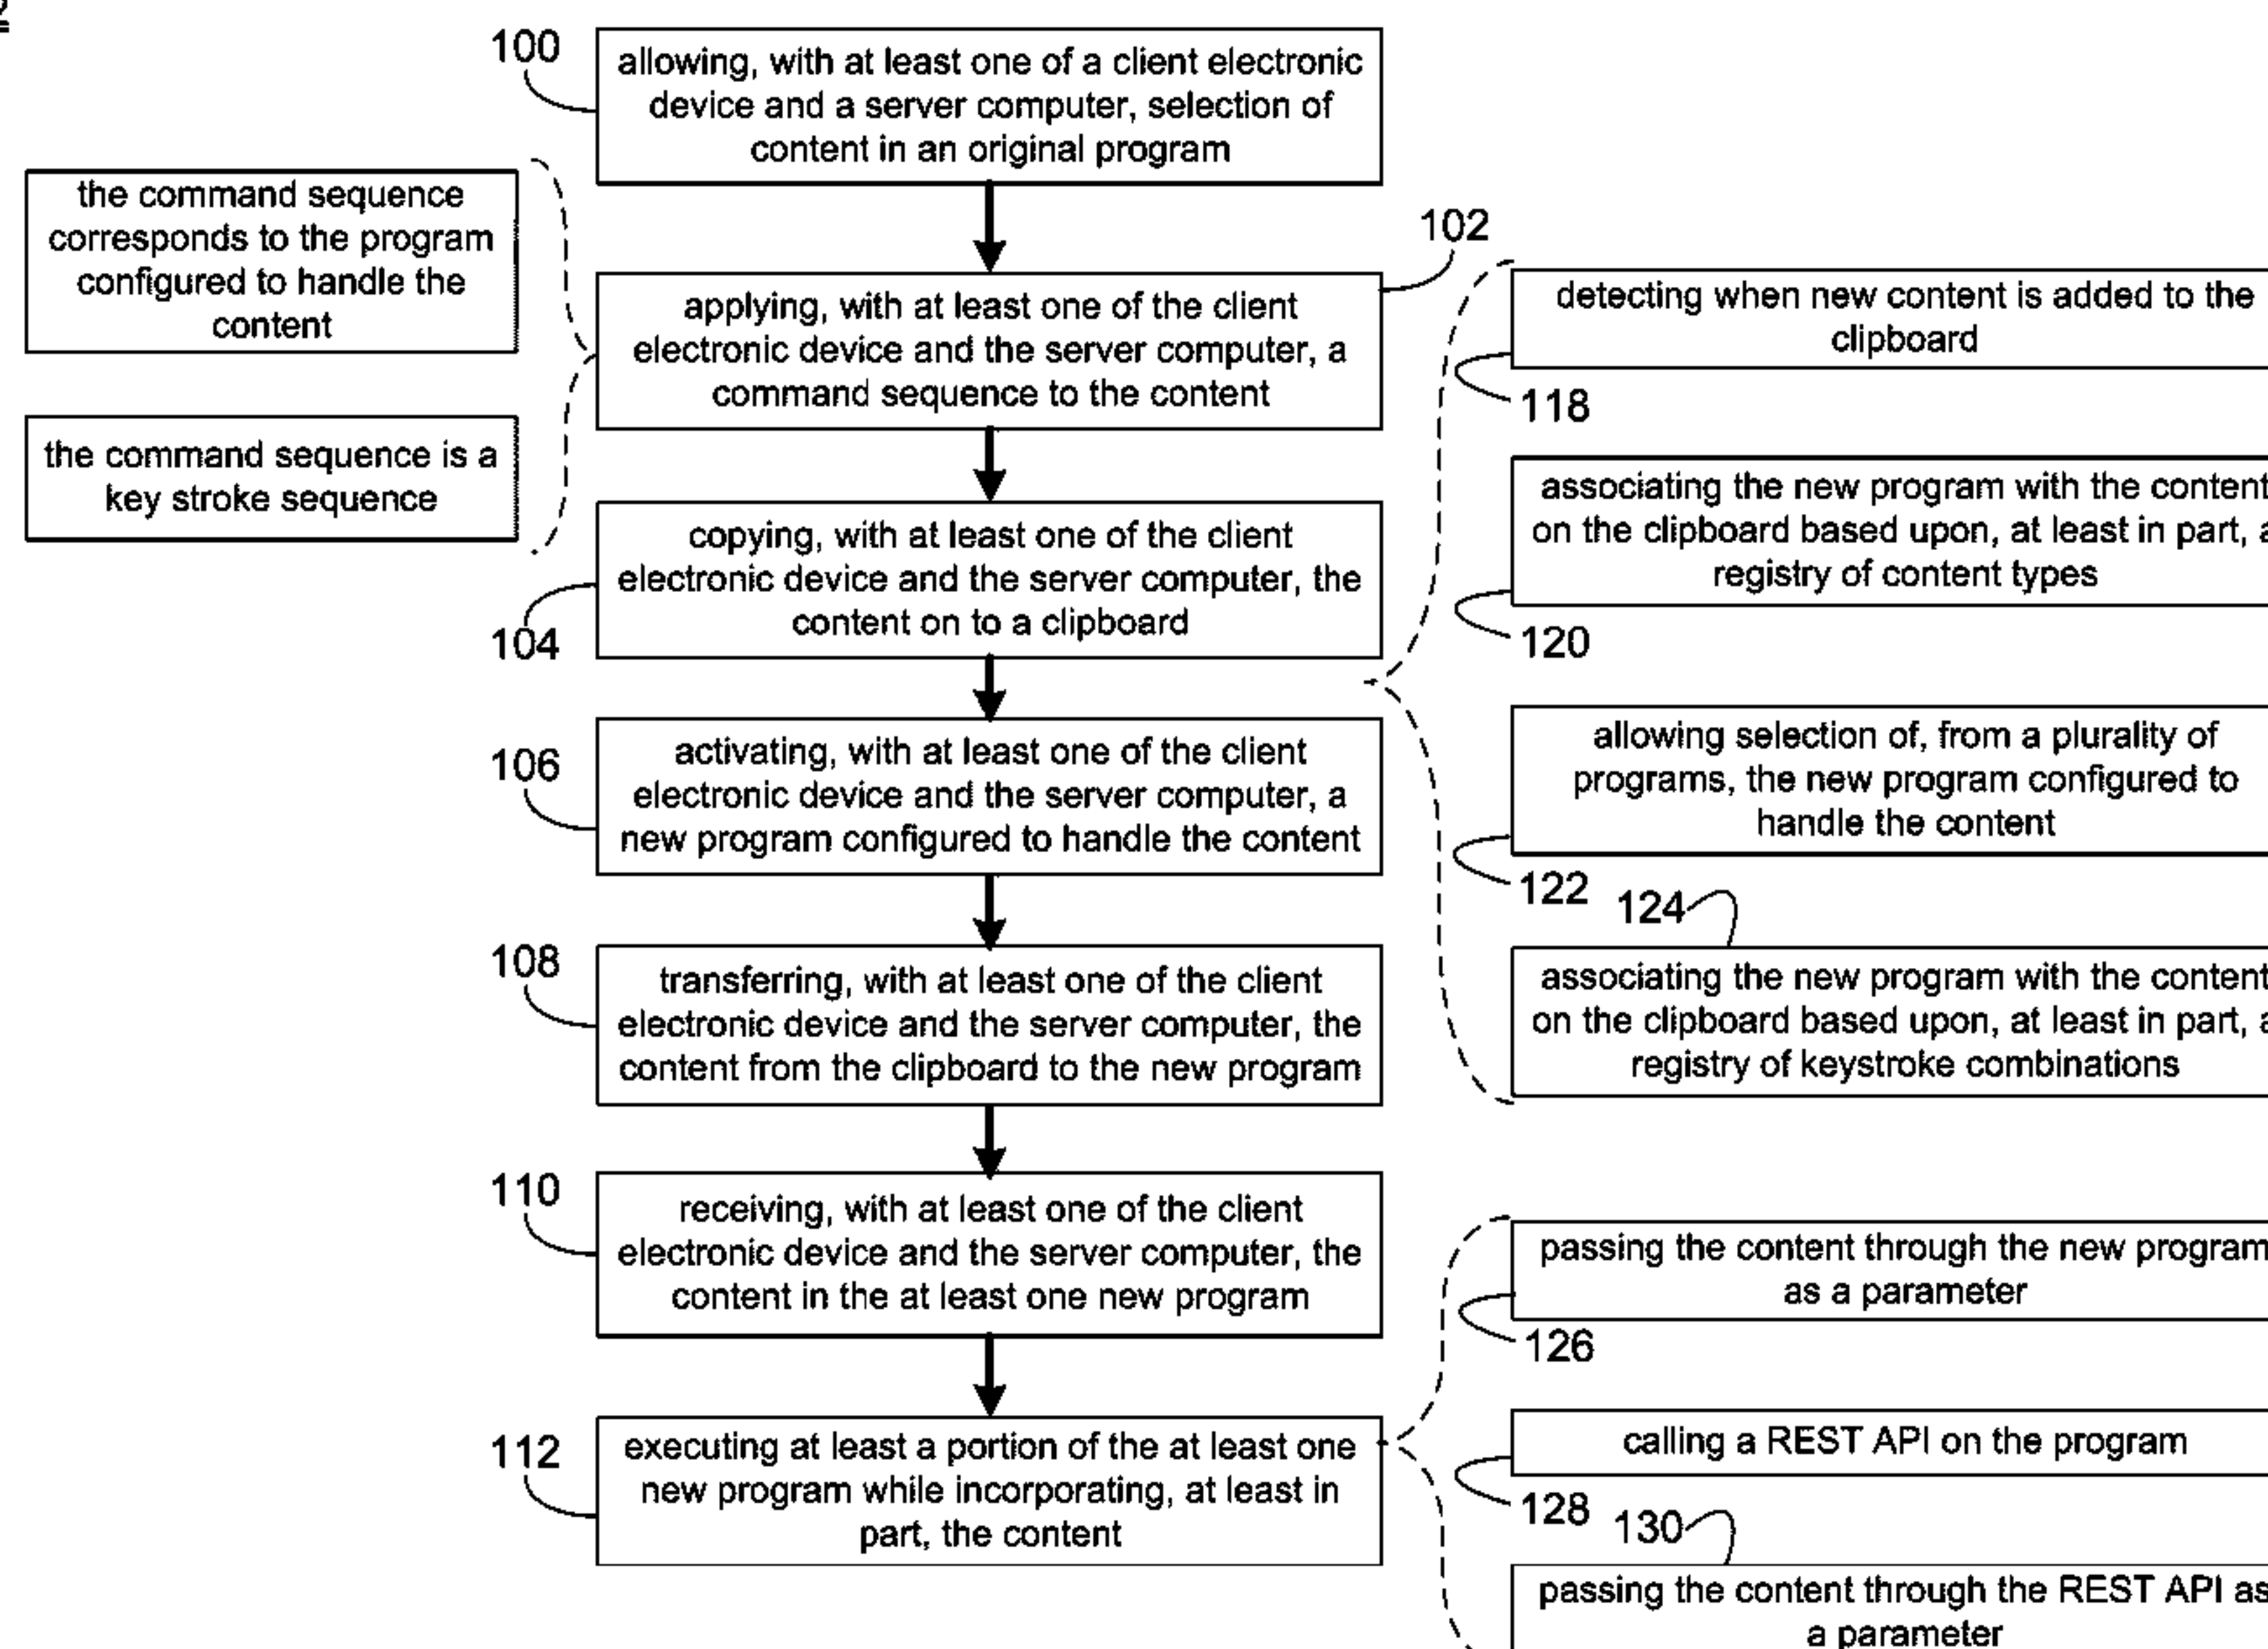 100
allowing, with at least one of a client electronic
device and a server computer, selection of
content in an original program
the command sequence
corresponds to the program
configured to handle the
content
the command sequence is a
key stroke sequence
102
applying, with at least one of the client
electronic device and the server computer, a
command sequence to the content
104
copying, with at least one of the client
electronic device and the server computer, the
content on to a clipboard
detecting when new content is added to the
clipboard
118
associating the new program with the content
on the clipboard based upon, at least in part, a
registry of content types
120
allowing selection of, from a plurality of
programs, the new program configured to
handle the content
122
124
associating the new program with the content
on the clipboard based upon, at least in part, a
registry of keystroke combinations
106
activating, with at least one of the client
electronic device and the server computer, a
new program configured to handle the content
108
transferring, with at least one of the client
electronic device and the server computer, the
content from the clipboard to the new program
110
receiving, with at least one of the client
electronic device and the server computer, the
content in the at least one new program
112
executing at least a portion of the at least one
new program while incorporating, at least in
part, the content
passing the content through the new program
as a parameter
126
calling a REST API on the program
128
130
passing the content through the REST API as
a parameter